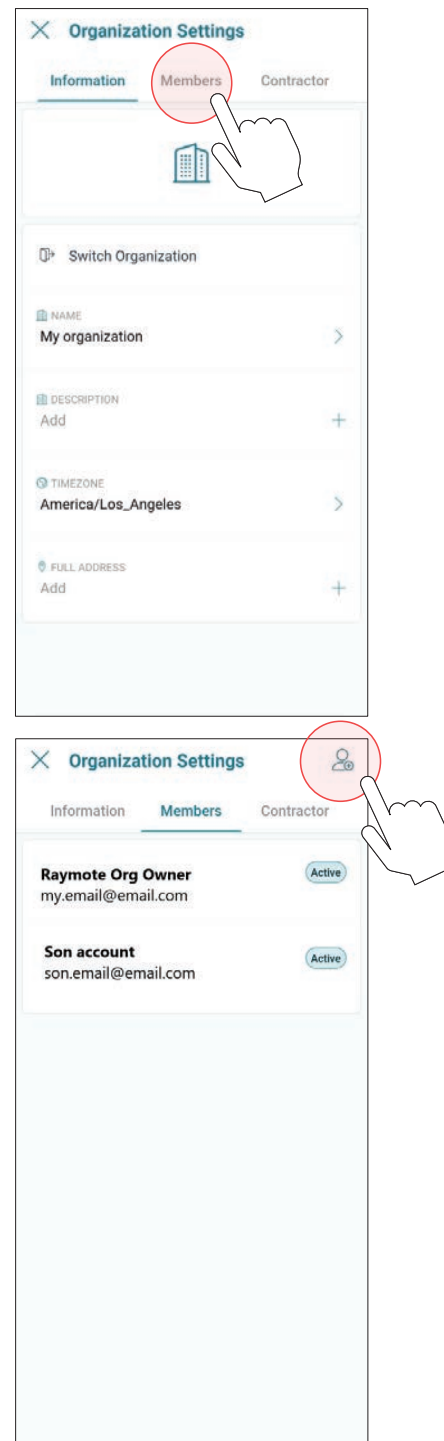 Organization Settings
Information Members Contractor
Switch Organization
NAME
My organization
DESCRIPTION
Add
TIMEZONE
America/Los_Angeles
FULL ADDRESS
Add
Organization Settings
Information Members Contractor
Raymote Org Owner Active
my.email@email.com
Son account Active
son.email@email.com